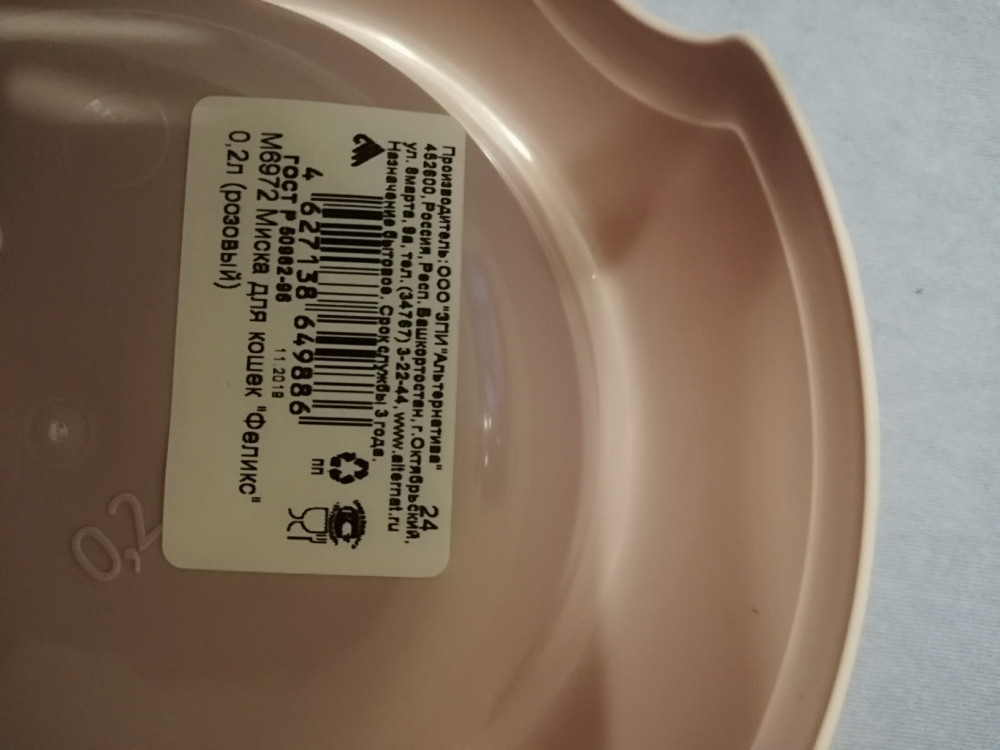 Производитель: ООО "ЗПИ "Альтернатива"
452600, Россия, Респ. Башкортостан, г.Октябрьский,
ул. 8марта, 9а, тел. (34767) 3-22-44, www.alternat.ru
Назначение бытовое. Срок службы 3 года.
24
4 627138 649886
ПП
ГОСТ Р 50962-96
11.2019
М6972 Миска для кошек "Феликс"
0,2л (розовый)
0,2